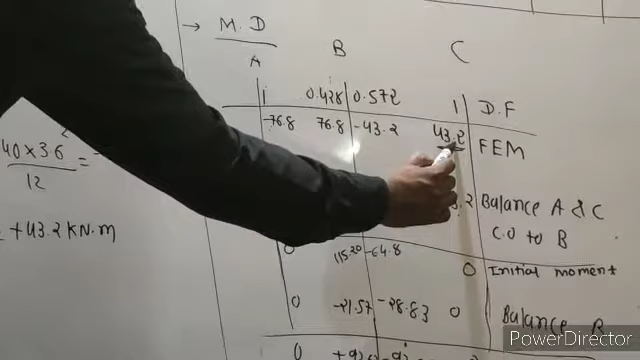 → M.D
A B C
1 0.428 0.572 1 D.F
-76.8 76.8 -43.2 43.2 FEM
40 x 3.6² =
12
Balance A & C
+43.2 KN.m C.O to B
0 115.20 -64.8
0 Initial moment
0 -21.57 -28.83 0 Balance B
0
PowerDirector